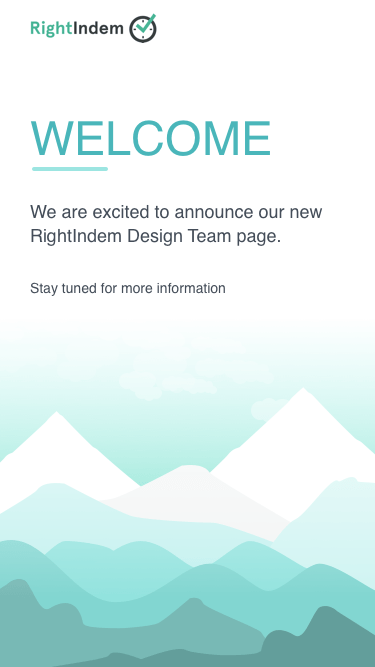 RightIndem
WELCOME
We are excited to announce our new
RightIndem Design Team page.
Stay tuned for more information